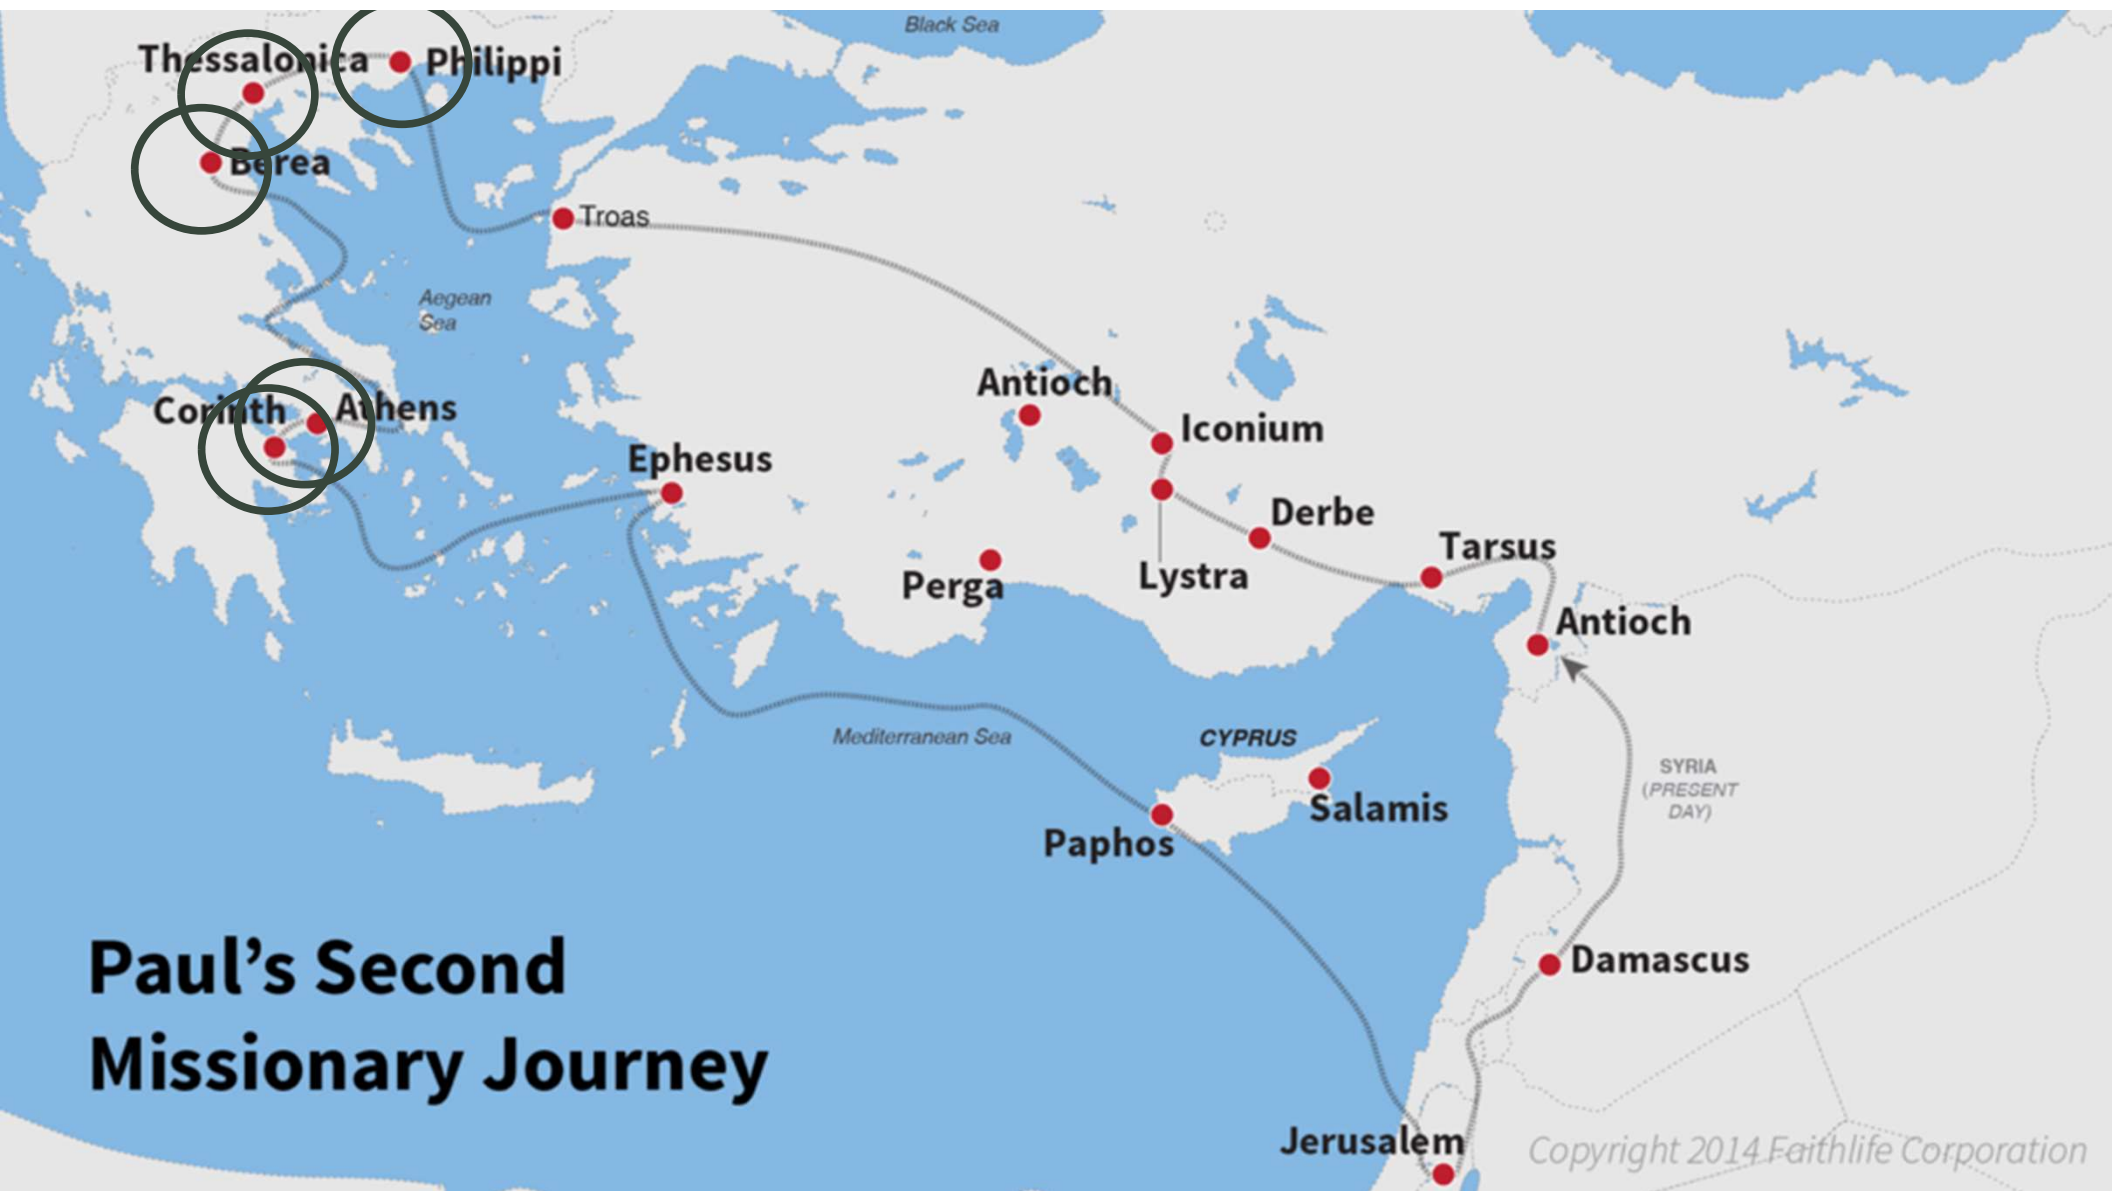 Black Sea
Thessalonica
Philippi
Berea
Troas
Aegean
Sea
Antioch
Corinth
Athens
Iconium
Ephesus
Derbe
Tarsus
Perga
Lystra
Antioch
Mediterranean Sea
CYPRUS
SYRIA
(PRESENT
DAY)
Salamis
Paphos
Damascus
Paul’s Second
Missionary Journey
Jerusalem
Copyright 2014 Faithlife Corporation